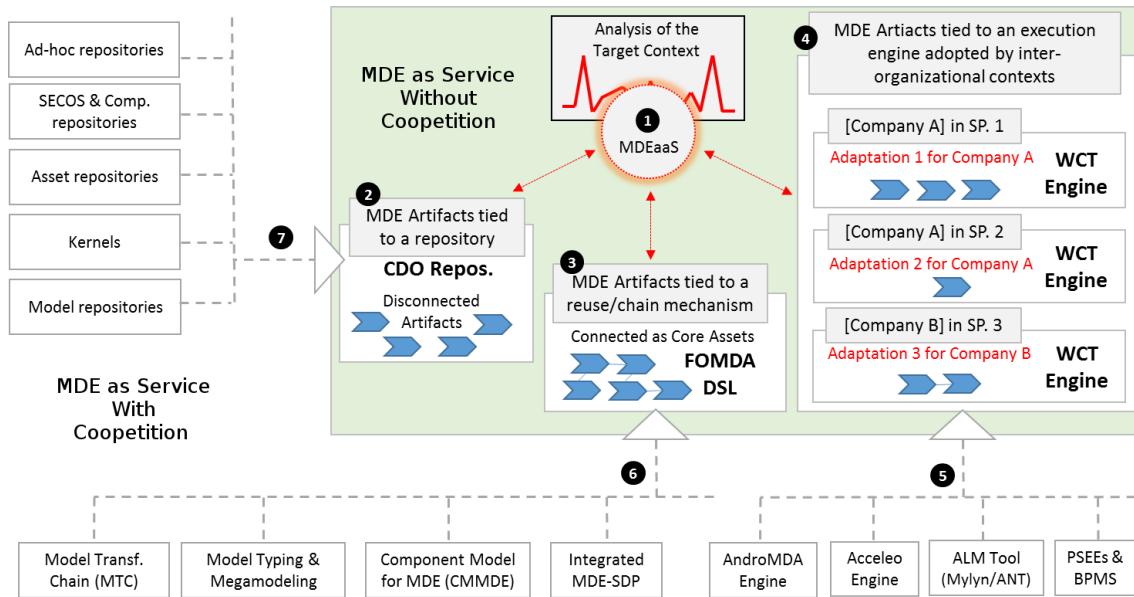 Ad-hoc repositories
SECOS & Comp.
repositories
Asset repositories
Kernels
Model repositories
7
MDE as Service
With
Coopetition
MDE as Service
Without
Coopetition
Analysis of the
Target Context
1
MDEaaS
2
MDE Artifacts tied
to a repository
CDO Repos.
Disconnected
Artifacts
3
MDE Artifacts tied to a
reuse/chain mechanism
Connected as Core Assets
FOMDA
DSL
4
MDE Artiacts tied to an execution
engine adopted by inter-
organizational contexts
[Company A] in SP. 1
Adaptation 1 for Company A
WCT
Engine
[Company A] in SP. 2
Adaptation 2 for Company A
WCT
Engine
[Company B] in SP. 3
Adaptation 3 for Company B
WCT
Engine
6
5
Model Transf.
Chain (MTC)
Model Typing &
Megamodeling
Component Model
for MDE (CMMDE)
Integrated
MDE-SDP
AndroMDA
Engine
Acceleo
Engine
ALM Tool
(Mylyn/ANT)
PSEEs &
BPMS